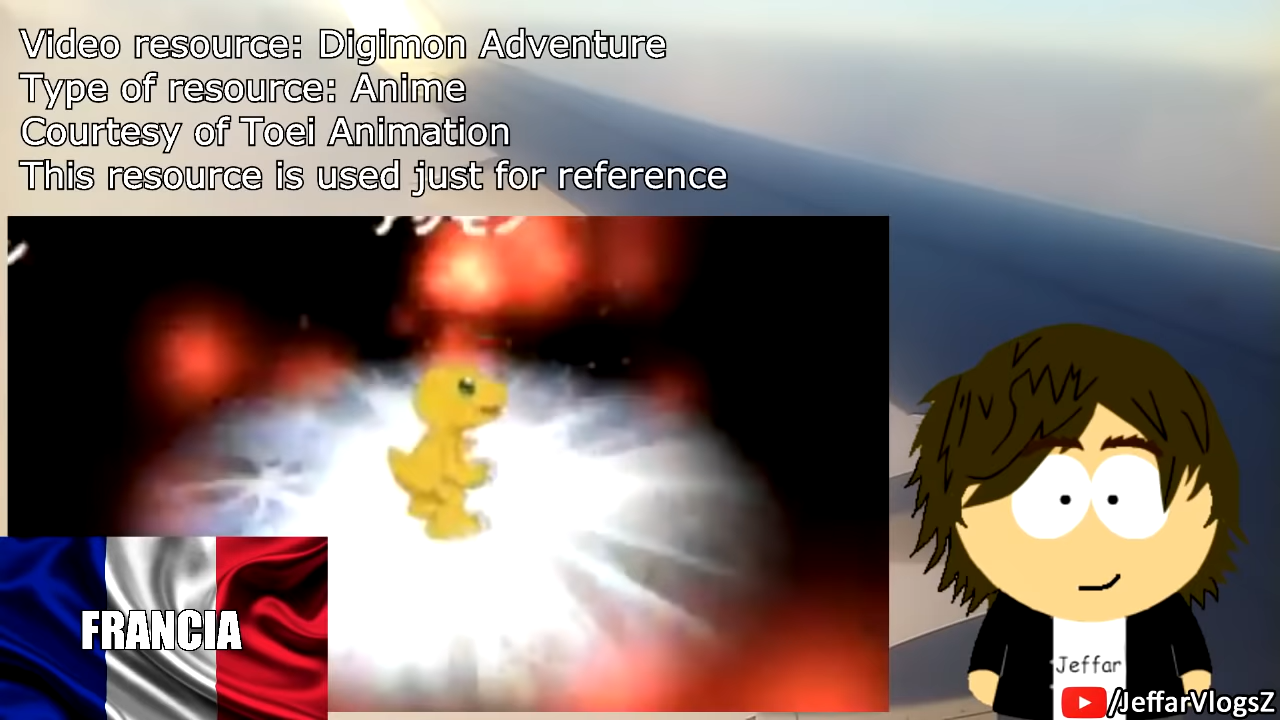 Video resource: Digimon Adventure
Type of resource: Anime
Courtesy of Toei Animation
This resource is used just for reference
FRANCIA
Jeffar
/JeffarVlogsZ